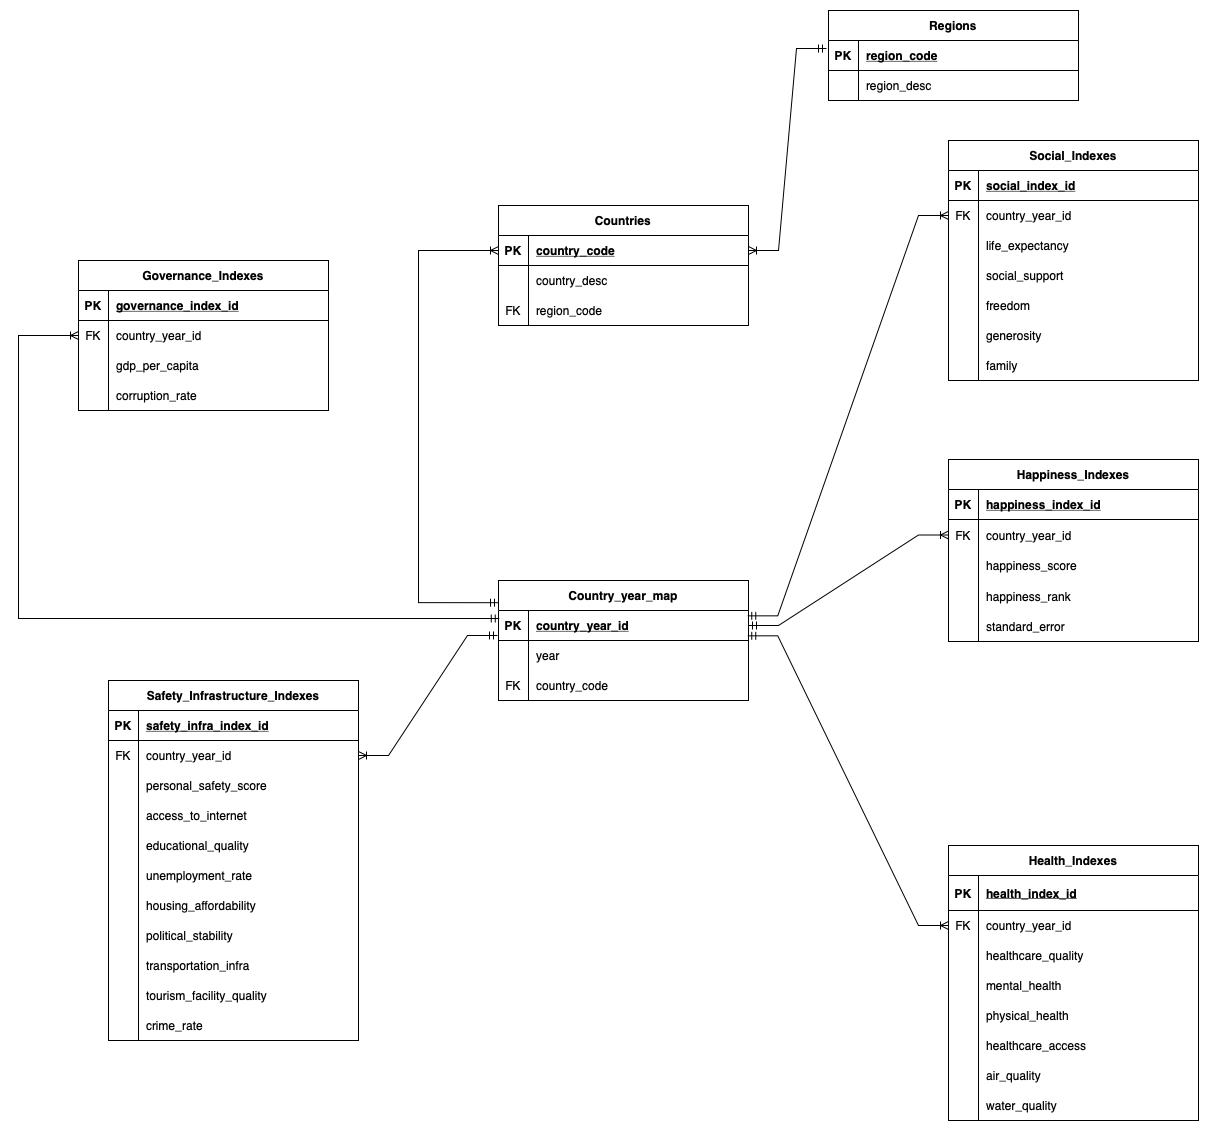 Regions
PK region_code
region_desc
Social_Indexes
PK social_index_id
FK country_year_id
life_expectancy
social_support
freedom
generosity
family
Countries
PK country_code
country_desc
FK region_code
Governance_Indexes
PK governance_index_id
FK country_year_id
gdp_per_capita
corruption_rate
Happiness_Indexes
PK happiness_index_id
FK country_year_id
happiness_score
happiness_rank
standard_error
Country_year_map
PK country_year_id
year
FK country_code
Safety_Infrastructure_Indexes
PK safety_infra_index_id
FK country_year_id
personal_safety_score
access_to_internet
educational_quality
unemployment_rate
housing_affordability
political_stability
transportation_infra
tourism_facility_quality
crime_rate
Health_Indexes
PK health_index_id
FK country_year_id
healthcare_quality
mental_health
physical_health
healthcare_access
air_quality
water_quality